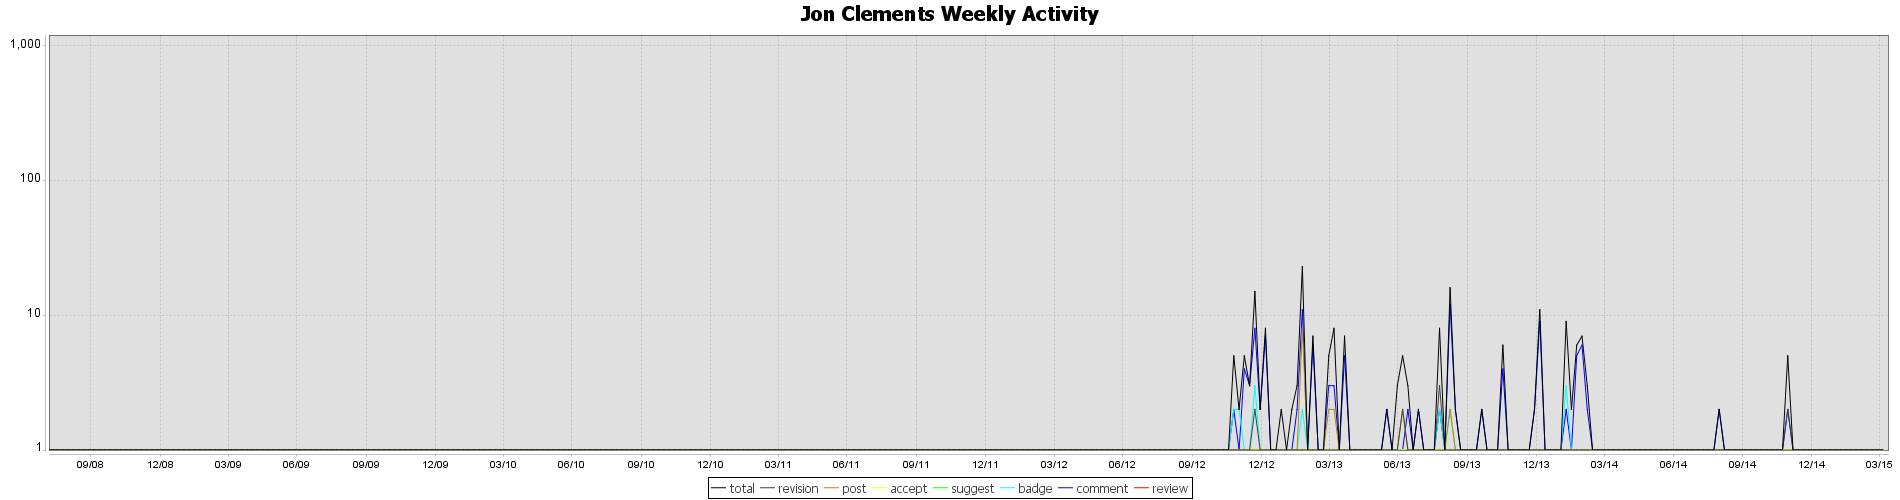 Jon Clements Weekly Activity
1,000
100
10
1
09/08 12/08 03/09 06/09 09/09 12/09 03/10 06/10 09/10 12/10 03/11 06/11 09/11 12/11 03/12 06/12 09/12 12/12 03/13 06/13 09/13 12/13 03/14 06/14 09/14 12/14 03/15
total revision post accept suggest badge comment review